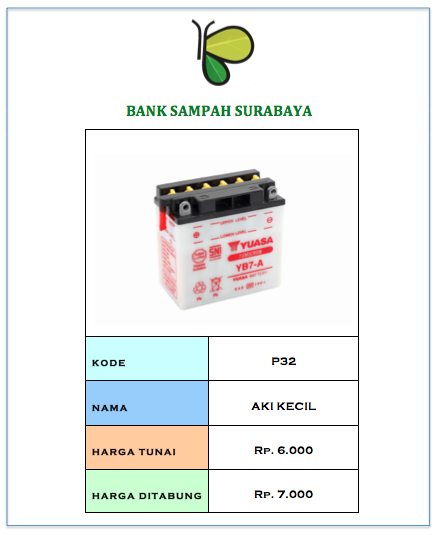 BANK SAMPAH SURABAYA
UPPER LEVEL
LOWER LEVEL
YUASA
SNI
YB7-A
KODE P32
NAMA AKI KECIL
HARGA TUNAI Rp. 6.000
HARGA DITABUNG Rp. 7.000